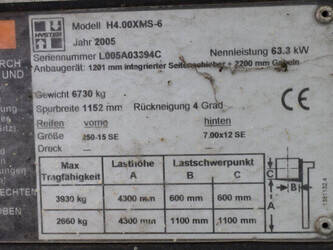 HYSTER
Modell H4.00XMS-6
Jahr 2005
Seriennummer L005A03394C
Nennleistung 63.3 kW
Anbaugerät: 1201 mm integrierter Seitenschieber + 2200 mm Gabeln
Gewicht 6730 kg
Spurbreite 1152 mm Rückneigung 4 Grad
Reifen vorne hinten
Größe 250-15 SE 7.00x12 SE
Druck — —
Max Tragfähigkeit
Lasthöhe A
Lastschwerpunkt B C
3930 kg 4300 mm 600 mm 600 mm
2660 kg 4300 mm 1100 mm 1100 mm
C
B
A
CE
RCH
UND
ECHTEN
OBEN